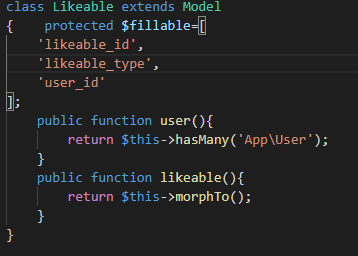 class Likeable extends Model
{    protected $fillable=[
    'likeable_id',
    'likeable_type',
    'user_id'
];
    public function user(){
        return $this->hasMany('App\User');
    }
    public function likeable(){
        return $this->morphTo();
    }
}